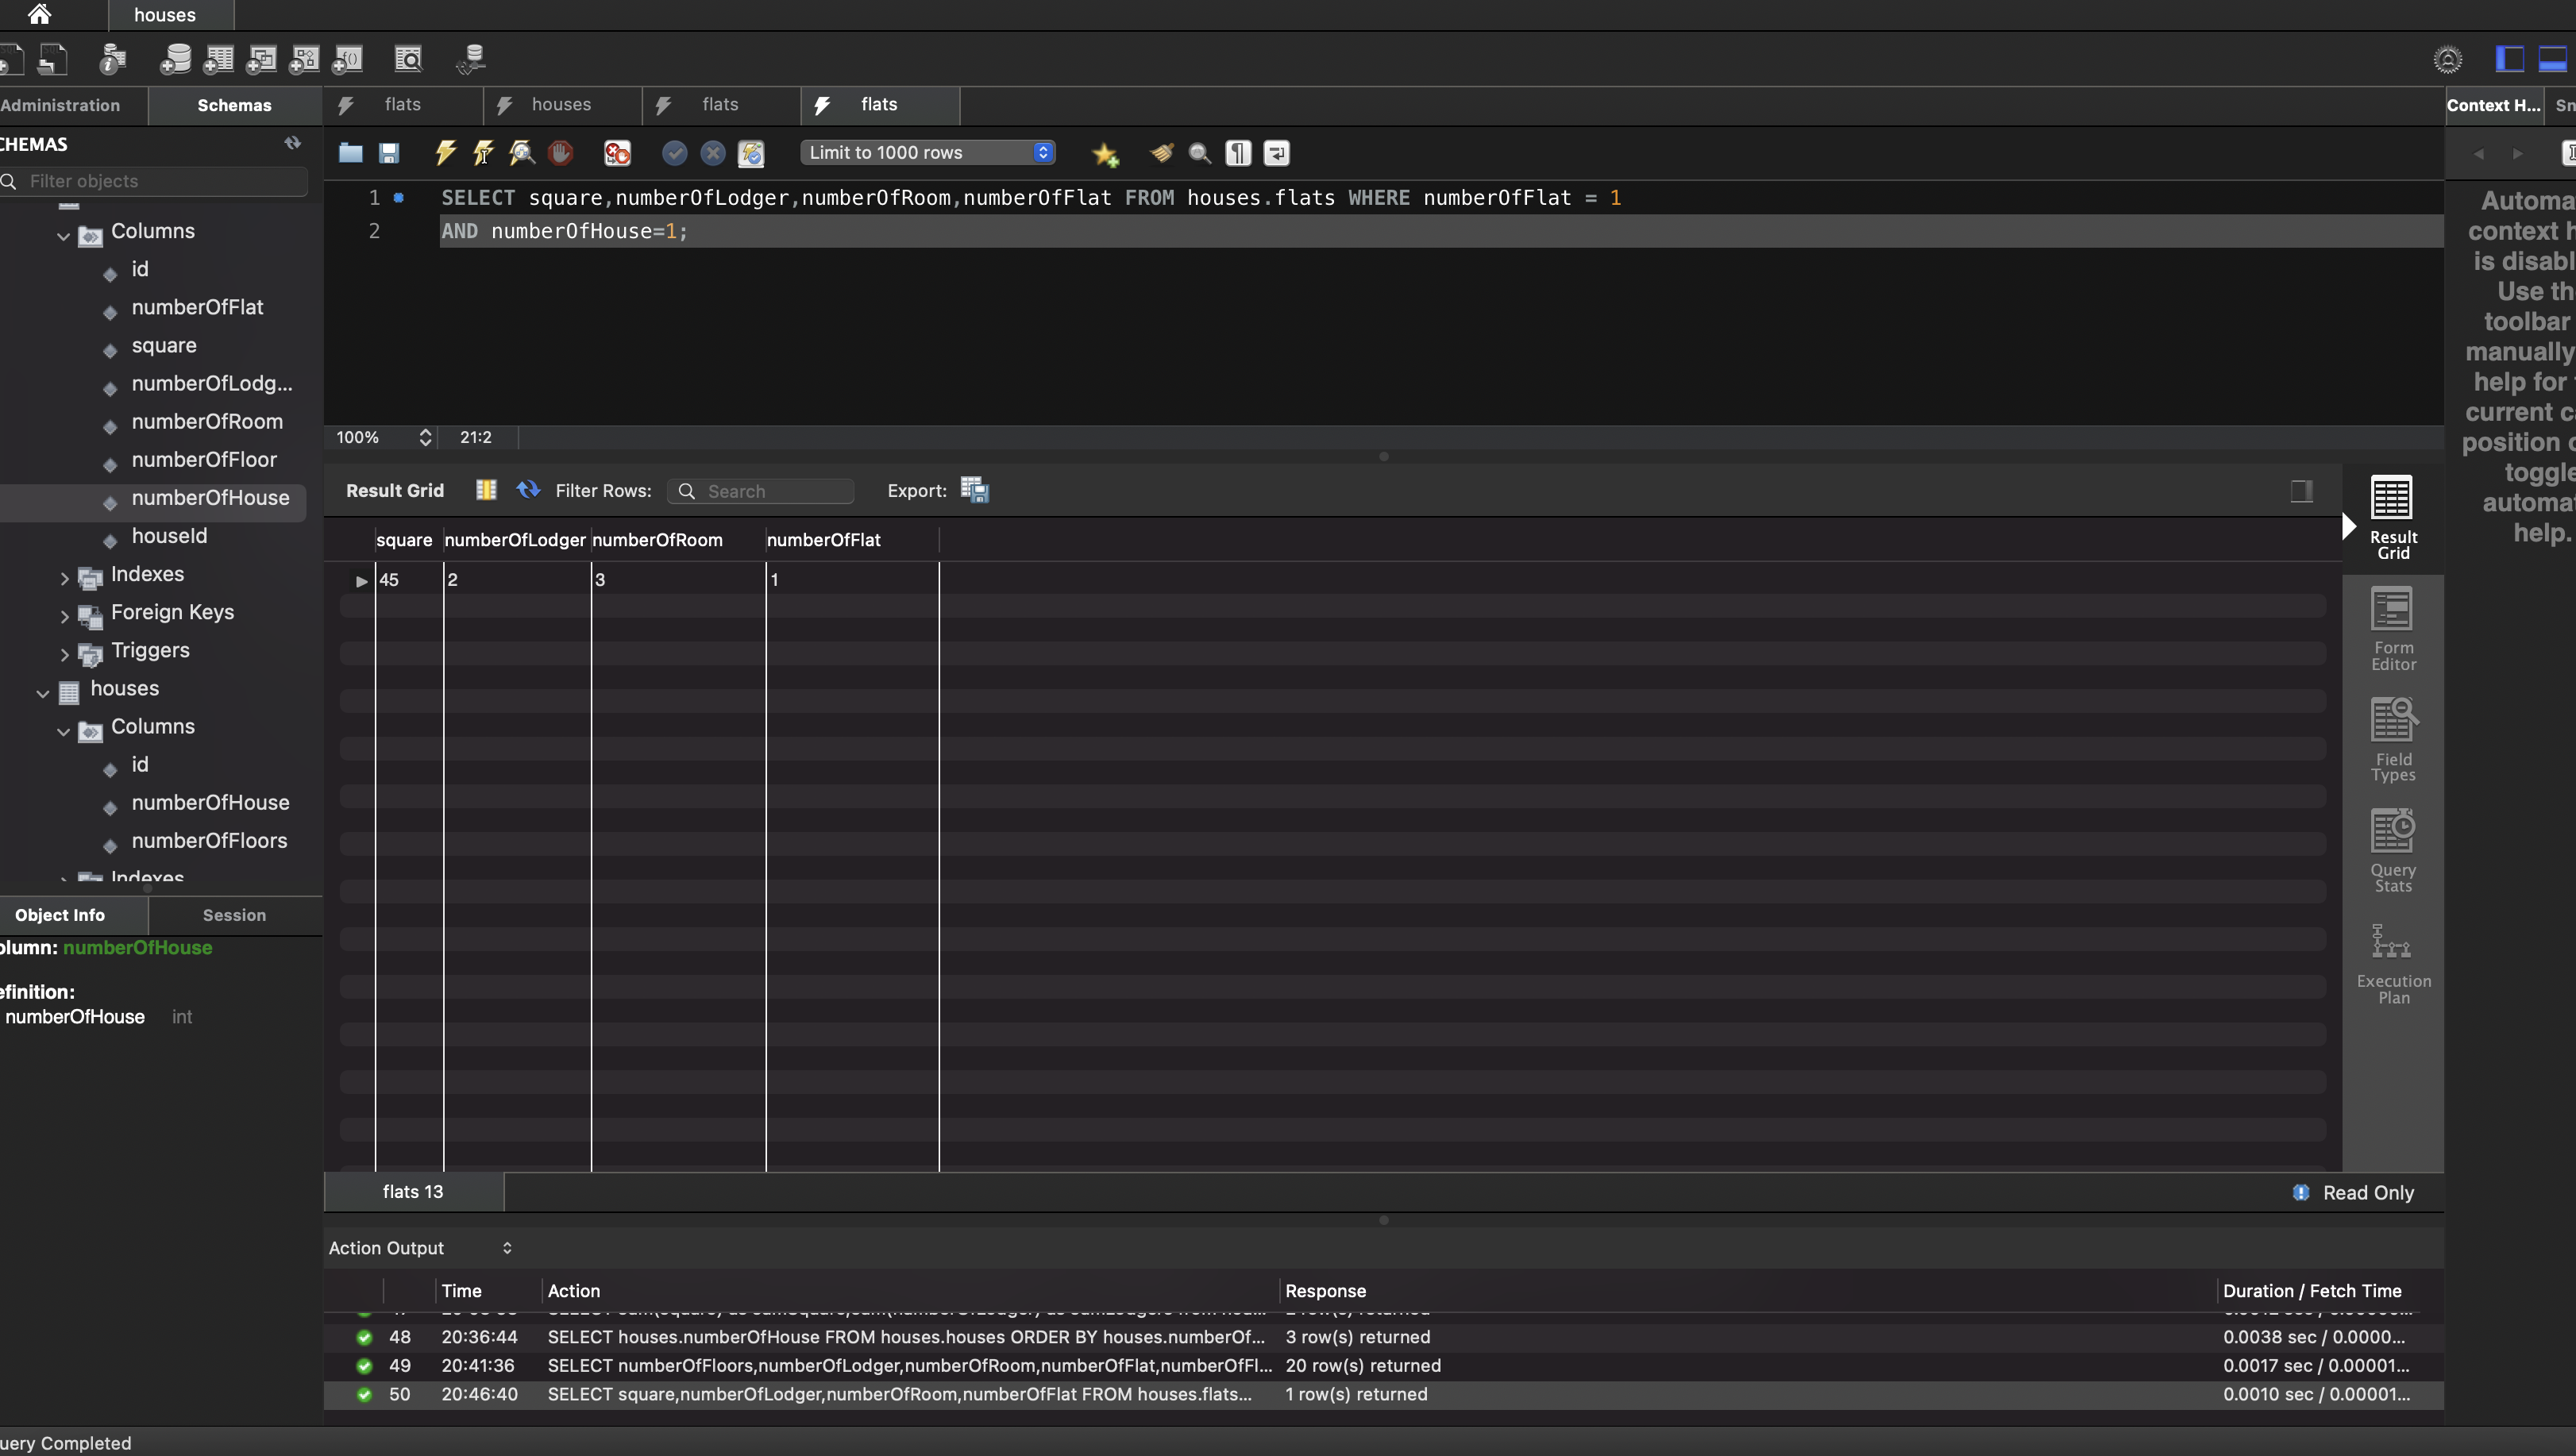 houses
Administration
Schemas
flats
houses
flats
flats
Context H...
Sn
CHEMAS
Filter objects
Limit to 1000 rows
1 SELECT square,numberOfLodger,numberOfRoom,numberOfFlat FROM houses.flats WHERE numberOfFlat = 1
2 AND numberOfHouse=1;
Automa
context h
is disabl
Use th
toolbar
manually
help for
current ca
position o
toggle
automat
help.
Columns
id
numberOfFlat
square
numberOfLodg...
numberOfRoom
numberOfFloor
numberOfHouse
houseId
Indexes
Foreign Keys
Triggers
houses
Columns
id
numberOfHouse
numberOfFloors
Indexes
Object Info
Session
olumn: numberOfHouse
efinition:
numberOfHouse int
100%
21:2
Result Grid
Filter Rows:
Search
Export:
square numberOfLodger numberOfRoom numberOfFlat
45 2 3 1
Result
Grid
Form
Editor
Field
Types
Query
Stats
Execution
Plan
flats 13
Read Only
Action Output
Time Action Response Duration / Fetch Time
48 20:36:44 SELECT houses.numberOfHouse FROM houses.houses ORDER BY houses.numberOf... 3 row(s) returned 0.0038 sec / 0.0000...
49 20:41:36 SELECT numberOfFloors,numberOfLodger,numberOfRoom,numberOfFlat,numberOfFl... 20 row(s) returned 0.0017 sec / 0.00001...
50 20:46:40 SELECT square,numberOfLodger,numberOfRoom,numberOfFlat FROM houses.flats... 1 row(s) returned 0.0010 sec / 0.00001...
uery Completed